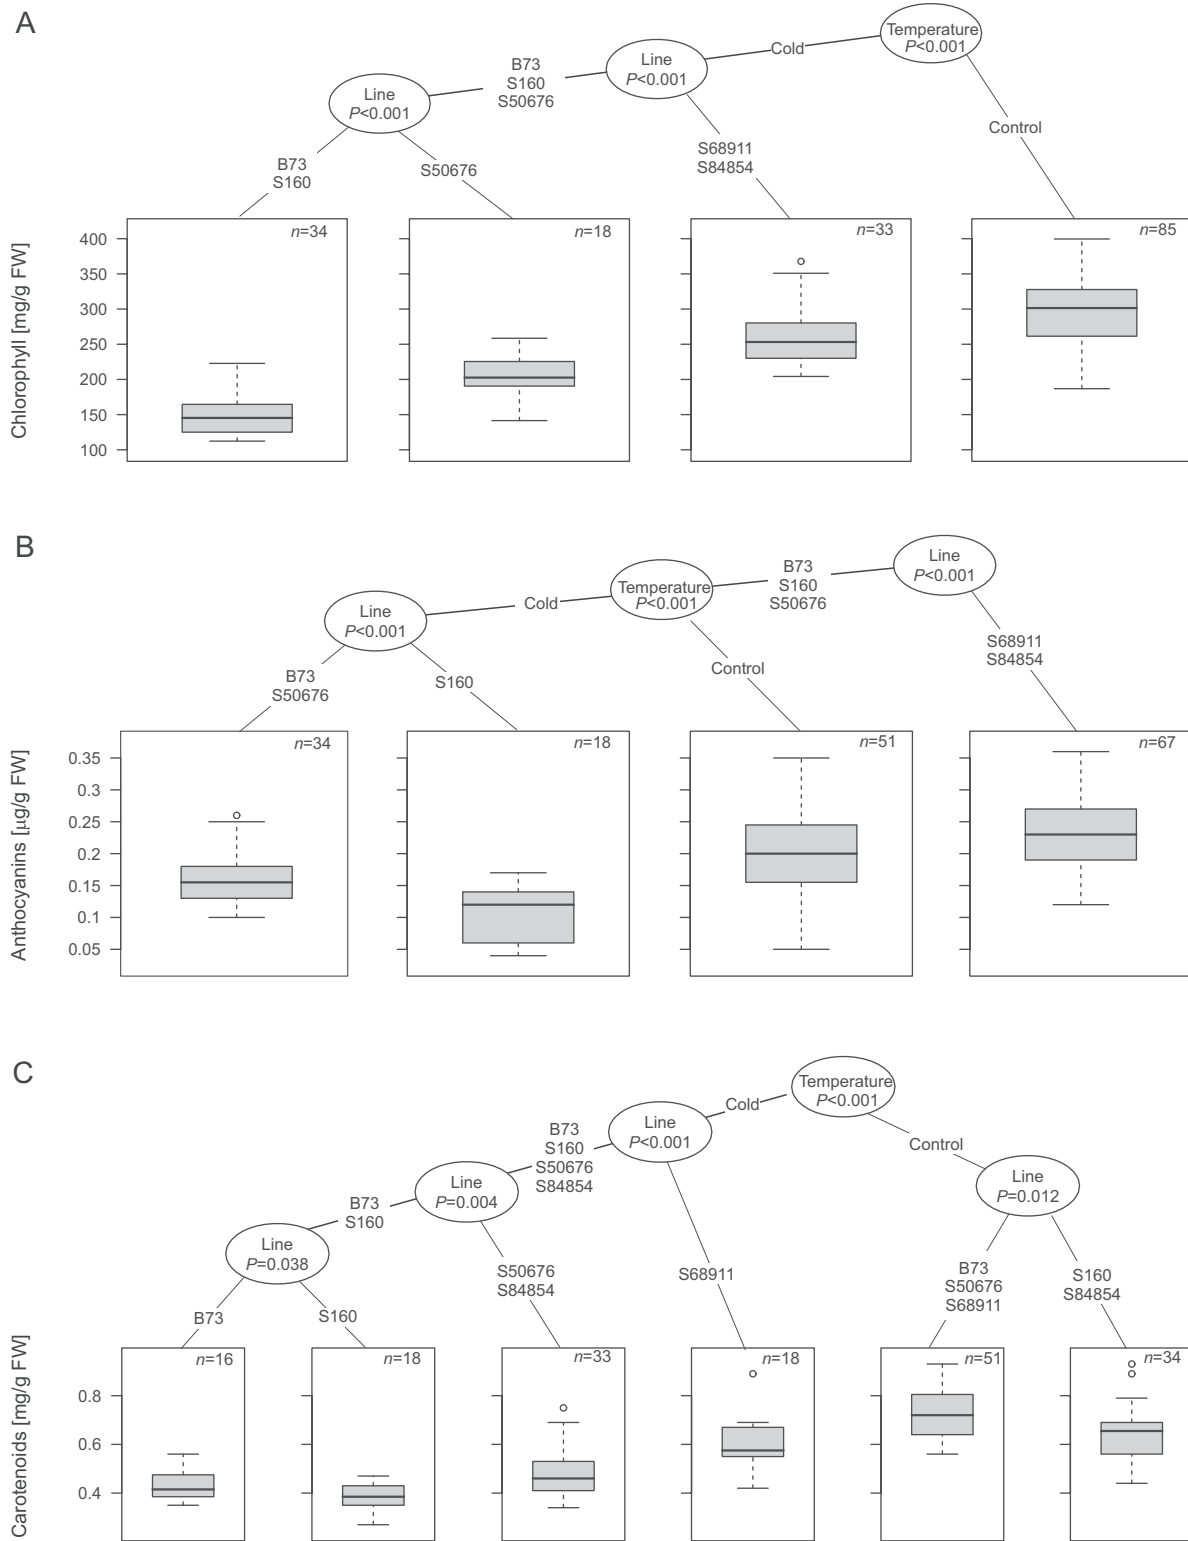 A
Temperature
P<0.001
Cold
Line
P<0.001
B73
S160
S50676
Line
P<0.001
Control
S68911
S84854
S50676
B73
S160
Chlorophyll [mg/g FW]
400
350
300
250
200
150
100
n=34
n=18
n=33
n=85
B
Line
P<0.001
B73
S160
S50676
Temperature
P<0.001
Cold
Line
P<0.001
S68911
S84854
Control
B73
S50676
S160
Anthocyanins [µg/g FW]
0.35
0.3
0.25
0.2
0.15
0.1
0.05
n=34
n=18
n=51
n=67
C
Temperature
P<0.001
Cold
Line
P<0.001
Control
B73
S160
S50676
S84854
Line
P=0.004
Line
P=0.012
B73
S160
Line
P=0.038
S50676
S84854
S68911
B73
S50676
S68911
S160
S84854
B73
S160
Carotenoids [mg/g FW]
0.8
0.6
0.4
n=16
n=18
n=33
n=18
n=51
n=34